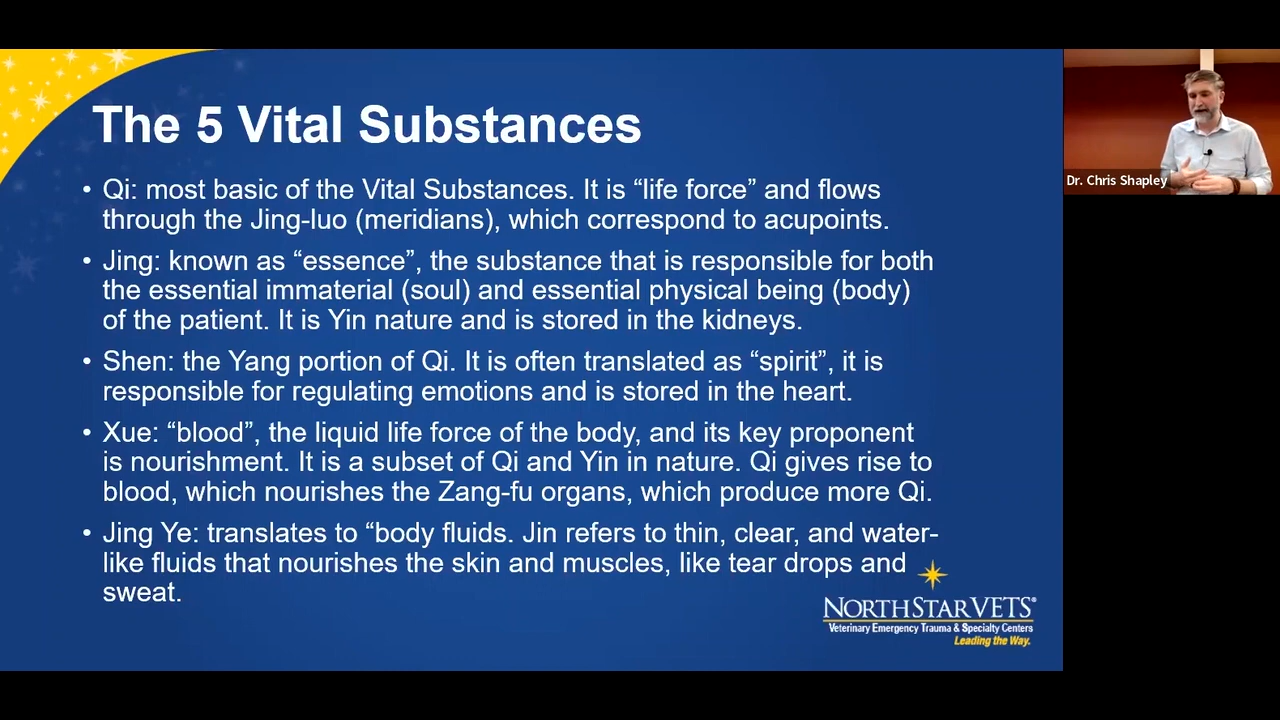 The 5 Vital Substances
• Qi: most basic of the Vital Substances. It is “life force” and flows
through the Jing-luo (meridians), which correspond to acupoints.
• Jing: known as “essence”, the substance that is responsible for both
the essential immaterial (soul) and essential physical being (body)
of the patient. It is Yin nature and is stored in the kidneys.
• Shen: the Yang portion of Qi. It is often translated as “spirit”, it is
responsible for regulating emotions and is stored in the heart.
• Xue: “blood”, the liquid life force of the body, and its key proponent
is nourishment. It is a subset of Qi and Yin in nature. Qi gives rise to
blood, which nourishes the Zang-fu organs, which produce more Qi.
• Jing Ye: translates to “body fluids. Jin refers to thin, clear, and water-
like fluids that nourishes the skin and muscles, like tear drops and
sweat.
NORTHSTARVETS®
Veterinary Emergency Trauma & Specialty Centers
Leading the Way.
Dr. Chris Shapley